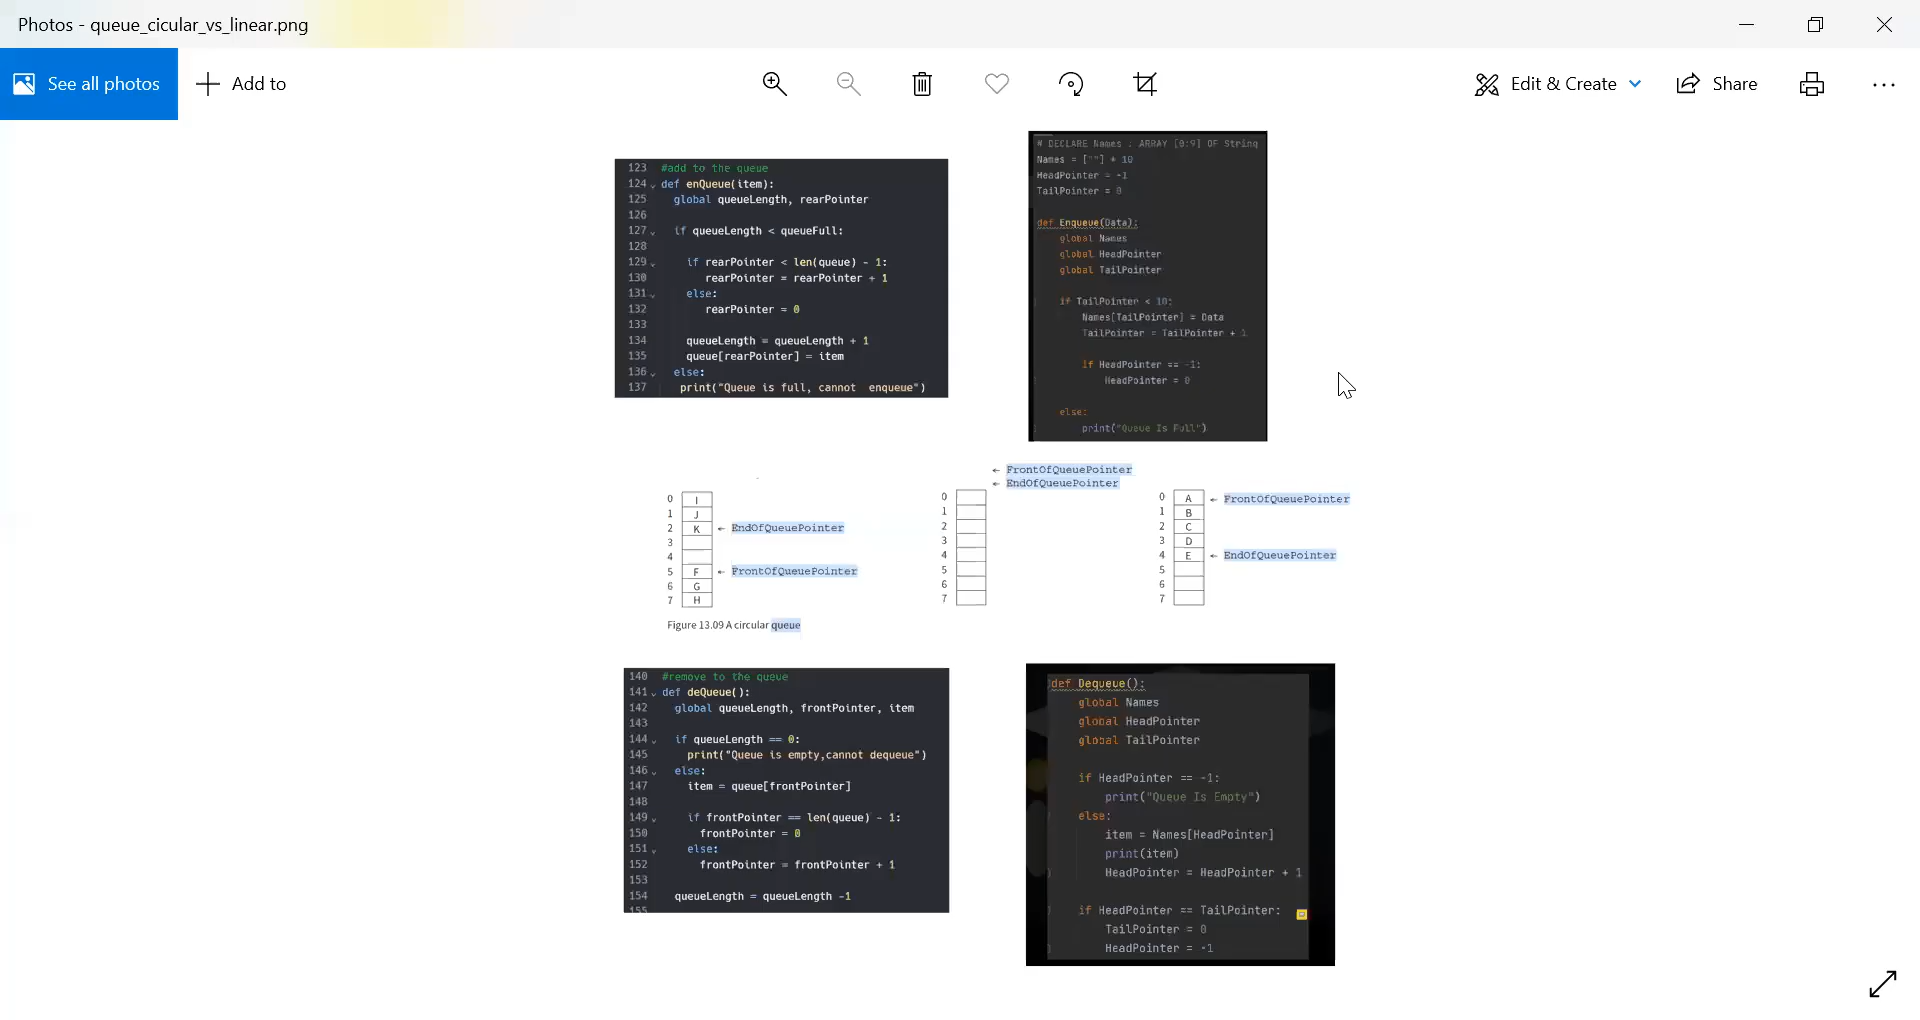 Photos - queue_cicular_vs_linear.png
See all photos
Add to
Edit & Create
Share
123 #add to the queue
124 def enQueue(item):
125 global queueLength, rearPointer
126
127 if queueLength < queueFull:
128
129 if rearPointer < len(queue) - 1:
130 rearPointer = rearPointer + 1
131 else:
132 rearPointer = 0
133
134 queueLength = queueLength + 1
135 queue[rearPointer] = item
136 else:
137 print("Queue is full, cannot enqueue")
# DECLARE Names : ARRAY [0:9] OF String
Names = [""] * 10
HeadPointer = -1
TailPointer = 0
def Enqueue(Data):
global Names
global HeadPointer
global TailPointer
if TailPointer < 10:
Names[TailPointer] = Data
TailPointer = TailPointer + 1
if HeadPointer == -1:
HeadPointer = 0
else:
print("Queue Is Full")
0 I
1 J
2 K ← EndOfQueuePointer
3
4
5 F ← FrontOfQueuePointer
6 G
7 H
Figure 13.09 A circular queue
← FrontOfQueuePointer
← EndOfQueuePointer
0
1
2
3
4
5
6
7
0 A ← FrontOfQueuePointer
1 B
2 C
3 D
4 E ← EndOfQueuePointer
5
6
7
140 #remove to the queue
141 def deQueue():
142 global queueLength, frontPointer, item
143
144 if queueLength == 0:
145 print("Queue is empty,cannot dequeue")
146 else:
147 item = queue[frontPointer]
148
149 if frontPointer == len(queue) - 1:
150 frontPointer = 0
151 else:
152 frontPointer = frontPointer + 1
153
154 queueLength = queueLength -1
155
def Dequeue():
global Names
global HeadPointer
global TailPointer
if HeadPointer == -1:
print("Queue Is Empty")
else:
item = Names[HeadPointer]
print(item)
HeadPointer = HeadPointer + 1
if HeadPointer == TailPointer:
TailPointer = 0
HeadPointer = -1